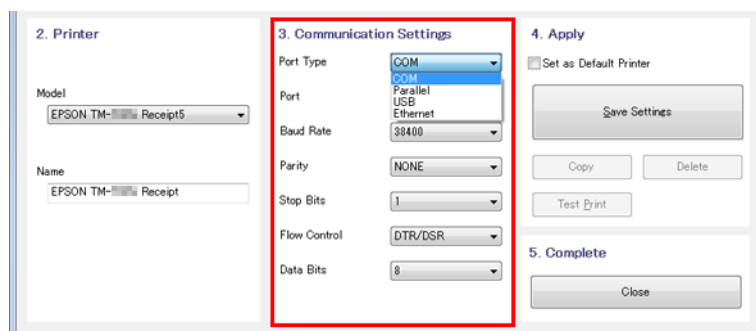 2. Printer
Model
EPSON TM- Receipt5
Name
EPSON TM- Receipt
3. Communication Settings
Port Type
COM
COM
Parallel
USB
Ethernet
Port
Baud Rate
38400
Parity
NONE
Stop Bits
1
Flow Control
DTR/DSR
Data Bits
8
4. Apply
Set as Default Printer
Save Settings
Copy
Delete
Test Print
5. Complete
Close